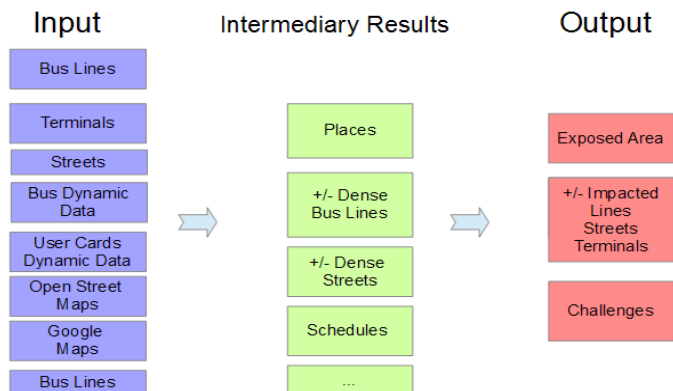 Input
Intermediary Results
Output
Bus Lines
Terminals
Streets
Bus Dynamic
Data
User Cards
Dynamic Data
Open Street
Maps
Google
Maps
Bus Lines
Places
+/- Dense
Bus Lines
+/- Dense
Streets
Schedules
...
Exposed Area
+/- Impacted
Lines
Streets
Terminals
Challenges